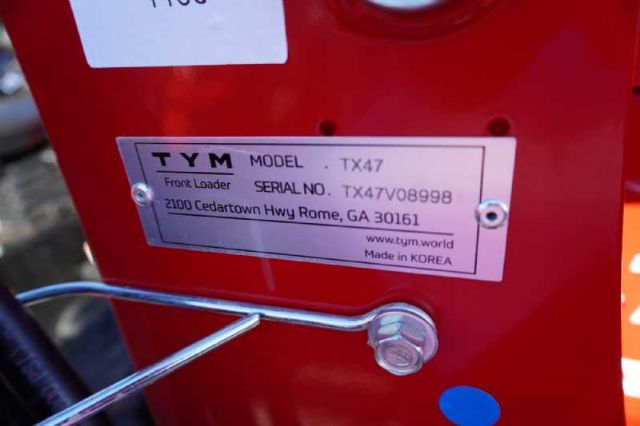 TYM MODEL . TX47
Front Loader SERIAL NO. TX47V08998
2100 Cedartown Hwy Rome, GA 30161
www.tym.world
Made in KOREA